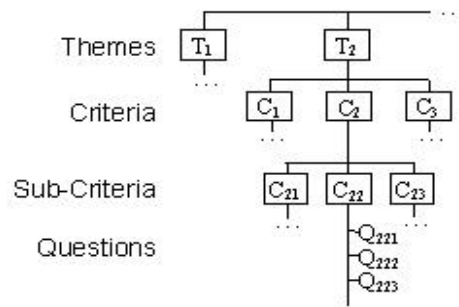 ...
Themes T₁ T₂
...
Criteria C₁ C₂ C₃
... ...
Sub-Criteria C₂₁ C₂₂ C₂₃
... ...
Questions Q₂₂₁
Q₂₂₂
Q₂₂₃